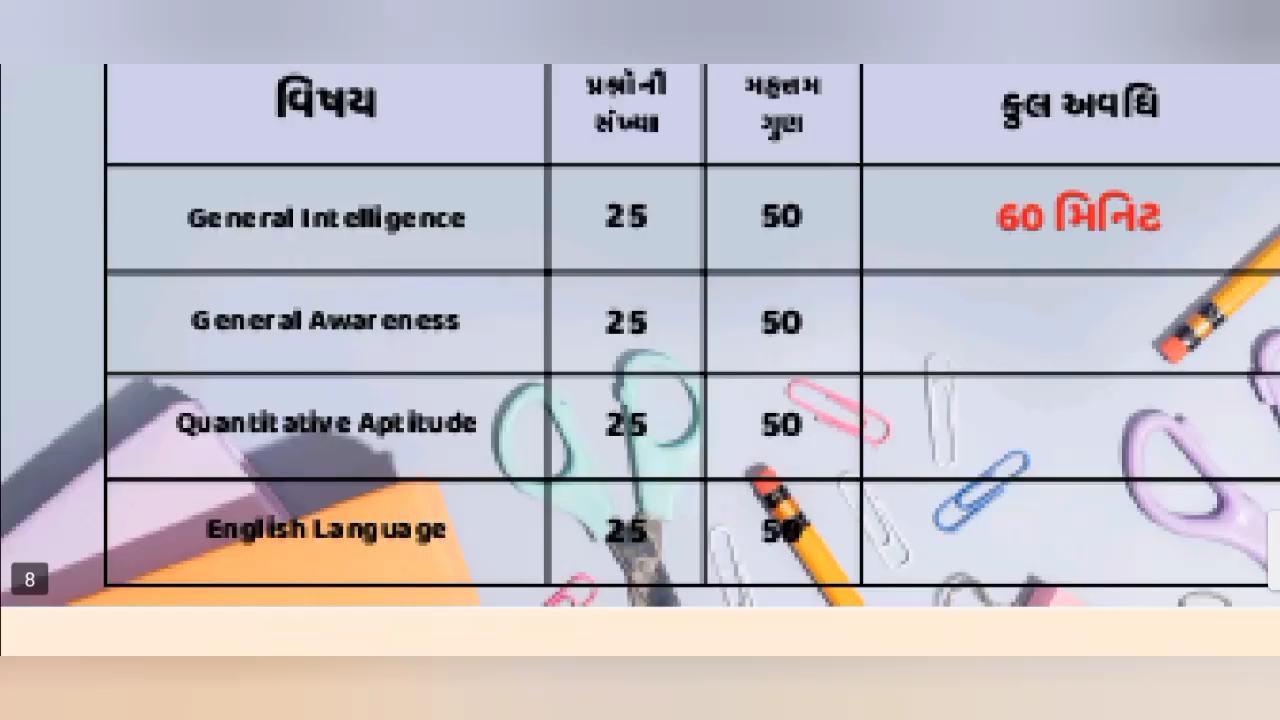 વિષય
પ્રશ્નોની સંખ્યા
મહત્તમ ગુણ
કુલ અવધિ
General Intelligence 25 50 60 મિનિટ
General Awareness 25 50
Quantitative Aptitude 25 50
English Language 25 50
8